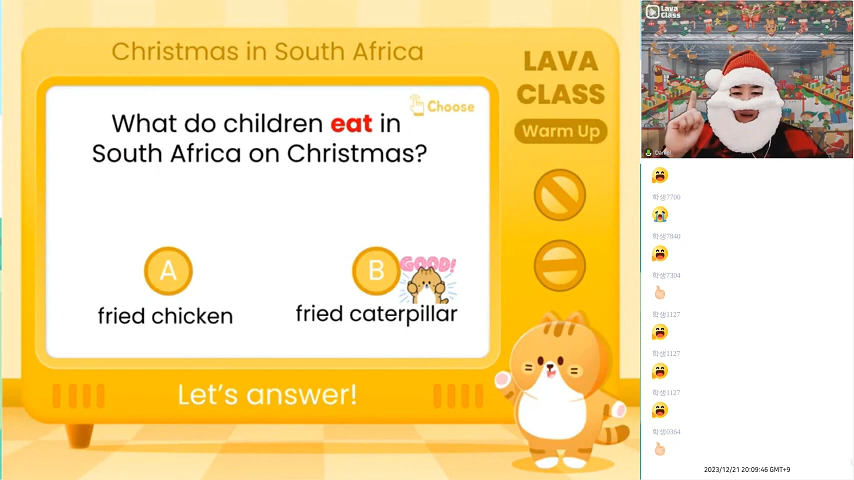 Christmas in South Africa
Choose
What do children eat in
South Africa on Christmas?
A
fried chicken
B
GOOD!
fried caterpillar
Let's answer!
LAVA
CLASS
Warm Up
Lava
Class
Daniel
학생7700
학생7840
학생7304
학생1127
학생1127
학생1127
학생0364
2023/12/21 20:09:46 GMT+9